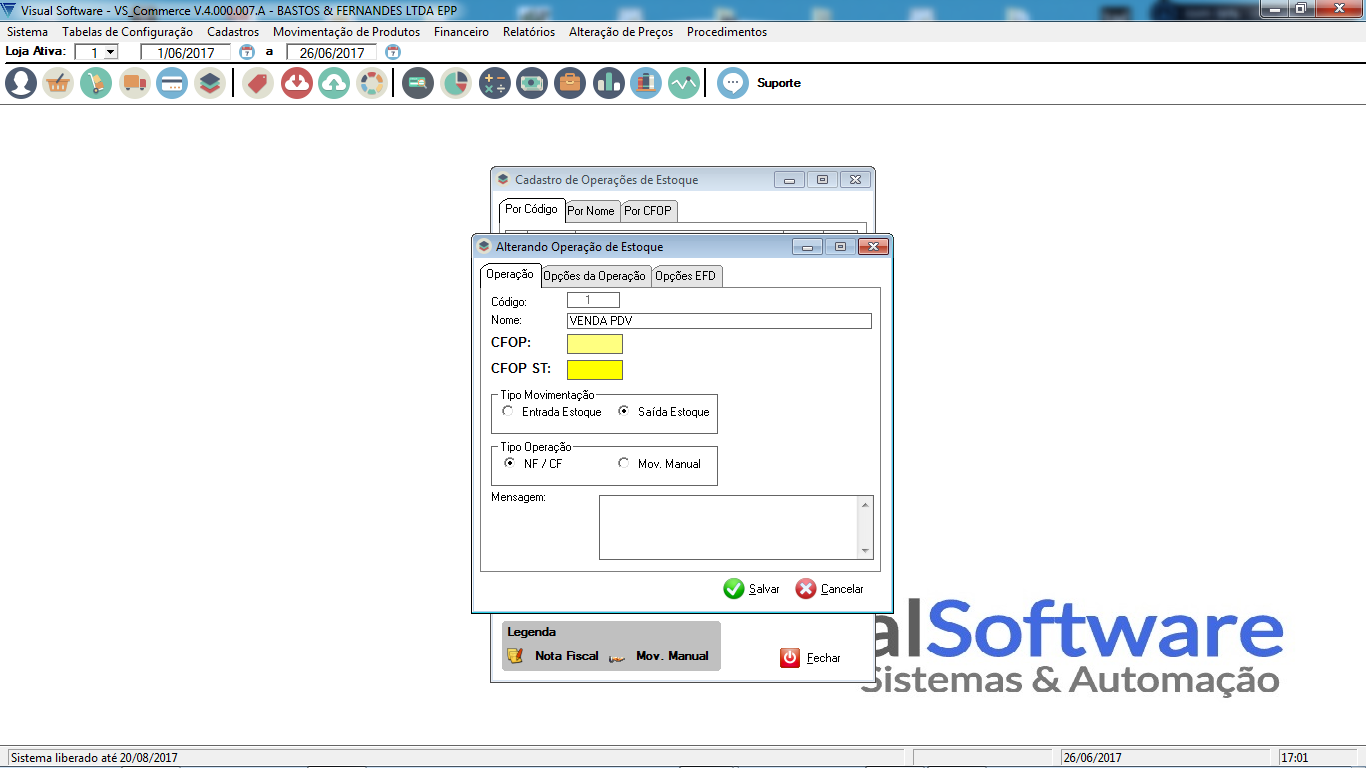 Visual Software - VS_Commerce V.4.000.007.A - BASTOS & FERNANDES LTDA EPP
Sistema Tabelas de Configuração Cadastros Movimentação de Produtos Financeiro Relatórios Alteração de Preços Procedimentos
Loja Ativa: 1 1/06/2017 a 26/06/2017
Suporte
Cadastro de Operações de Estoque
Por Código Por Nome Por CFOP
Alterando Operação de Estoque
Operação Opções da Operação Opções EFD
Código: 1
Nome: VENDA PDV
CFOP:
CFOP ST:
Tipo Movimentação
Entrada Estoque Saída Estoque
Tipo Operação
NF / CF Mov. Manual
Mensagem:
Salvar Cancelar
alSoftware
Sistemas & Automação
Legenda
Nota Fiscal Mov. Manual
Fechar
Sistema liberado até 20/08/2017 26/06/2017 17:01